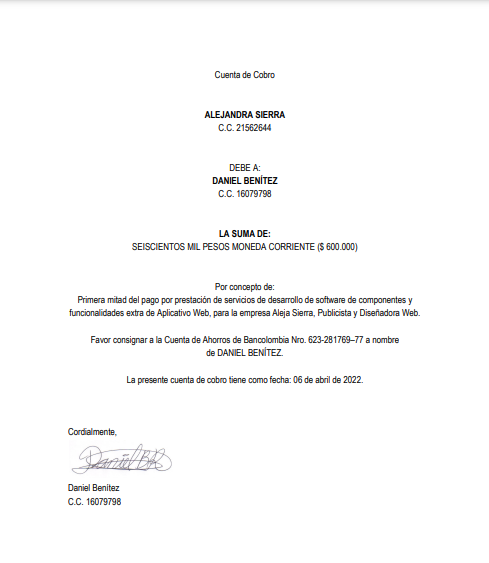 Cuenta de Cobro
ALEJANDRA SIERRA
C.C. 21562644
DEBE A:
DANIEL BENÍTEZ
C.C. 16079798
LA SUMA DE:
SEISCIENTOS MIL PESOS MONEDA CORRIENTE ($ 600.000)
Por concepto de:
Primera mitad del pago por prestación de servicios de desarrollo de software de componentes y
funcionalidades extra de Aplicativo Web, para la empresa Aleja Sierra, Publicista y Diseñadora Web.
Favor consignar a la Cuenta de Ahorros de Bancolombia Nro. 623-281769–77 a nombre
de DANIEL BENÍTEZ.
La presente cuenta de cobro tiene como fecha: 06 de abril de 2022.
Cordialmente,
Daniel Benítez
C.C. 16079798